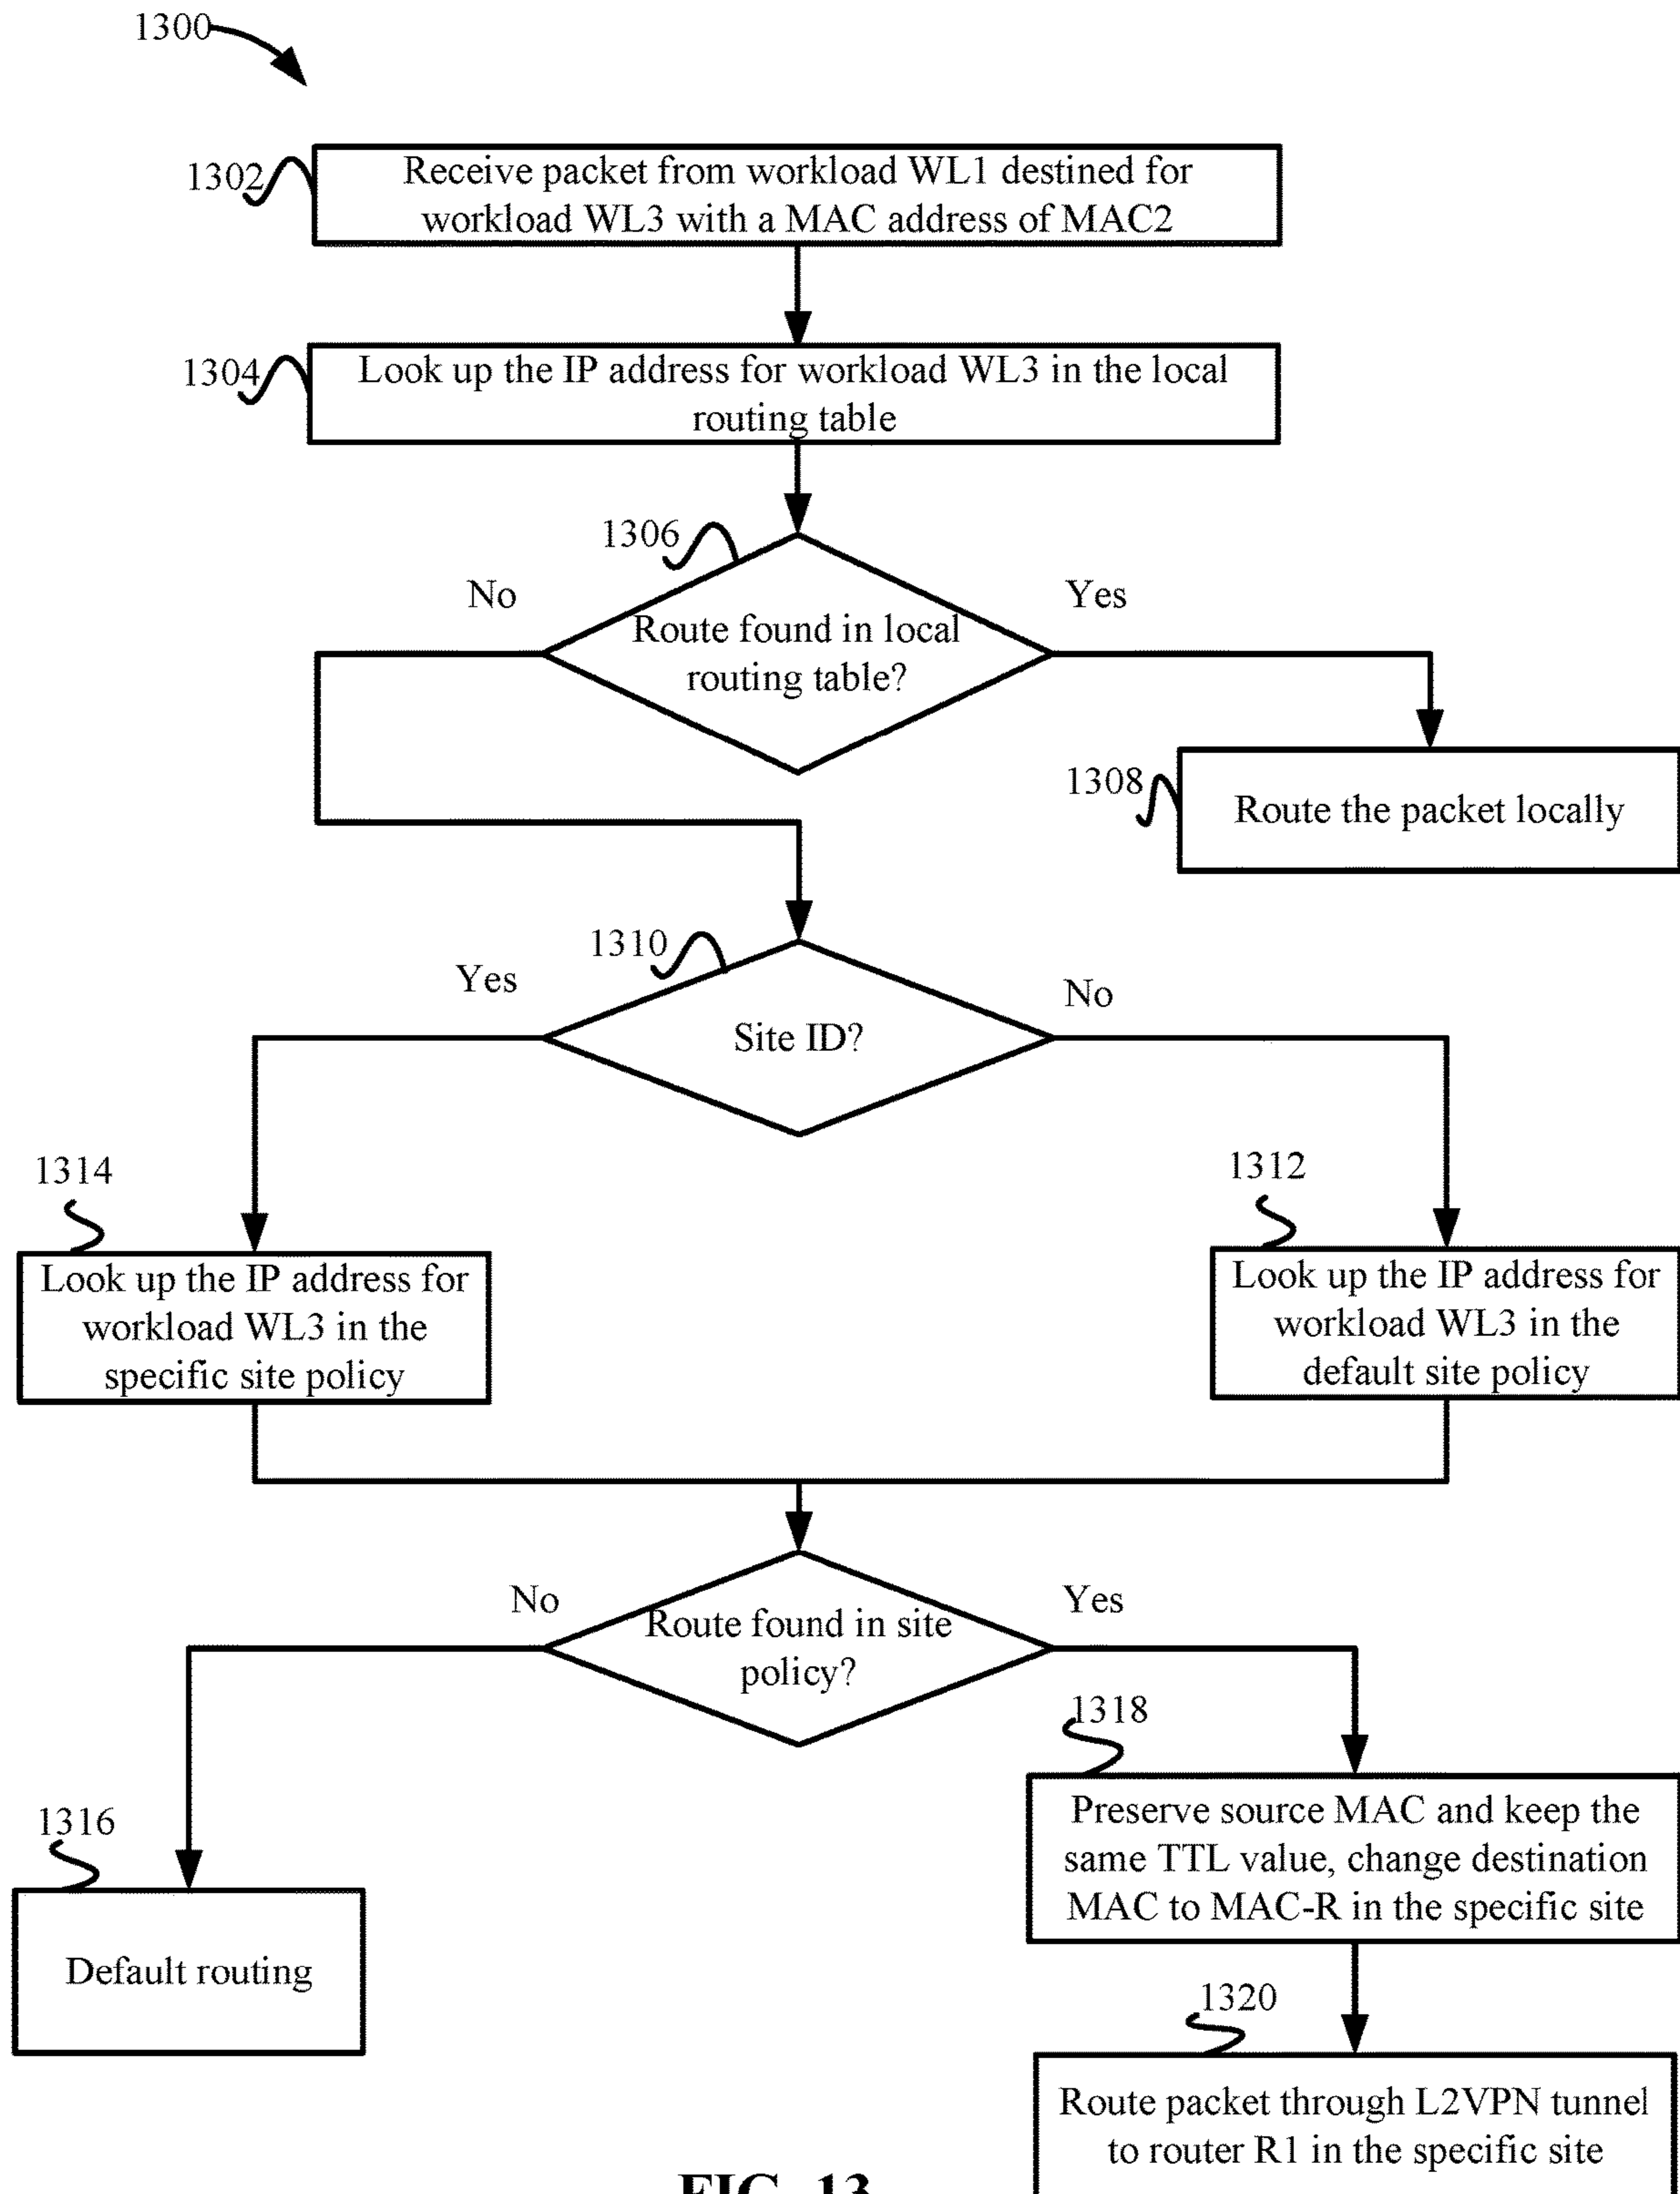 1300
1302
Receive packet from workload WL1 destined for
workload WL3 with a MAC address of MAC2
1304
Look up the IP address for workload WL3 in the local
routing table
1306
No
Yes
Route found in local
routing table?
1308
Route the packet locally
1310
Yes
No
Site ID?
1314
1312
Look up the IP address for
workload WL3 in the
specific site policy
Look up the IP address for
workload WL3 in the
default site policy
No
Yes
Route found in site
policy?
1318
Preserve source MAC and keep the
same TTL value, change destination
MAC to MAC-R in the specific site
1316
Default routing
1320
Route packet through L2VPN tunnel
to router R1 in the specific site
FIG. 13